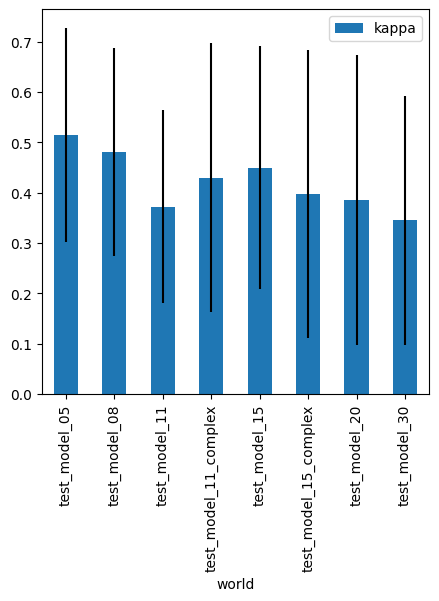 kappa
0.7
0.6
0.5
0.4
0.3
0.2
0.1
0.0
test_model_05
test_model_08
test_model_11
test_model_11_complex
test_model_15
test_model_15_complex
test_model_20
test_model_30
world